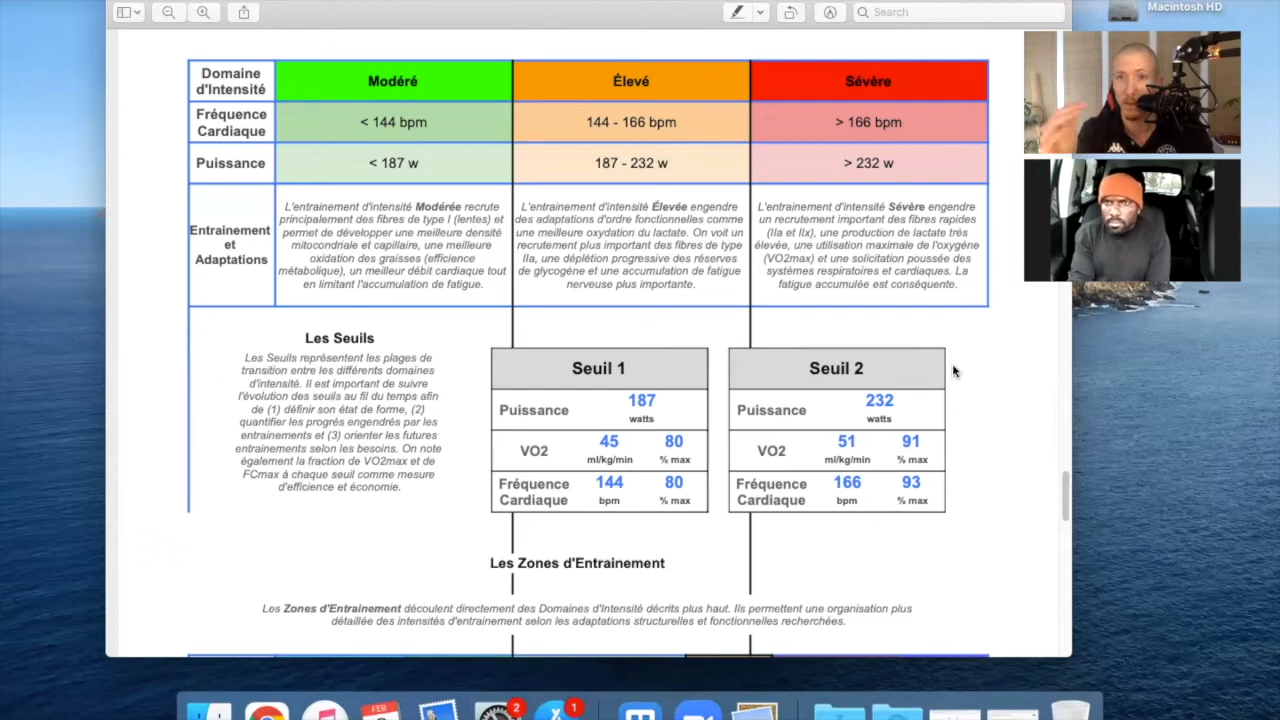 Search
Macintosh HD
Domaine
d'Intensité
Modéré
Élevé
Sévère
Fréquence
Cardiaque
< 144 bpm
144 - 166 bpm
> 166 bpm
Puissance
< 187 w
187 - 232 w
> 232 w
Entrainement
et
Adaptations
L'entrainement d'intensité Modérée recrute
principalement des fibres de type I (lentes) et
permet de développer une meilleure densité
mitocondriale et capillaire, une meilleure
oxidation des graisses (efficience
métabolique), un meilleur débit cardiaque tout
en limitant l'accumulation de fatigue.
L'entrainement d'intensité Élevée engendre
des adaptations d'ordre fonctionnelles comme
une meilleure oxydation du lactate. On voit un
recrutement plus important des fibres de type
IIa, une déplétion progressive des réserves
de glycogène et une accumulation de fatigue
nerveuse plus importante.
L'entrainement d'intensité Sévère engendre
un recrutement important des fibres rapides
(IIa et IIx), une production de lactate très
élevée, une utilisation maximale de l'oxygène
(VO2max) et une solicitation poussée des
systèmes respiratoires et cardiaques. La
fatigue accumulée est conséquente.
Les Seuils
Les Seuils représentent les plages de
transition entre les différents domaines
d'intensité. Il est important de suivre
l'évolution des seuils au fil du temps afin
de (1) définir son état de forme, (2)
quantifier les progrès engendrés par les
entrainements et (3) orienter les futures
entrainements selon les besoins. On note
également la fraction de VO2max et de
FCmax à chaque seuil comme mesure
d'efficience et économie.
Seuil 1
Puissance
187
watts
VO2
45
80
ml/kg/min
% max
Fréquence
Cardiaque
144
80
bpm
% max
Seuil 2
Puissance
232
watts
VO2
51
91
ml/kg/min
% max
Fréquence
Cardiaque
166
93
bpm
% max
Les Zones d'Entrainement
Les Zones d'Entrainement découlent directement des Domaines d'Intensité décrits plus haut. Ils permettent une organisation plus
détaillée des intensités d'entrainement selon les adaptations structurelles et fonctionnelles recherchées.
FEB
2
1